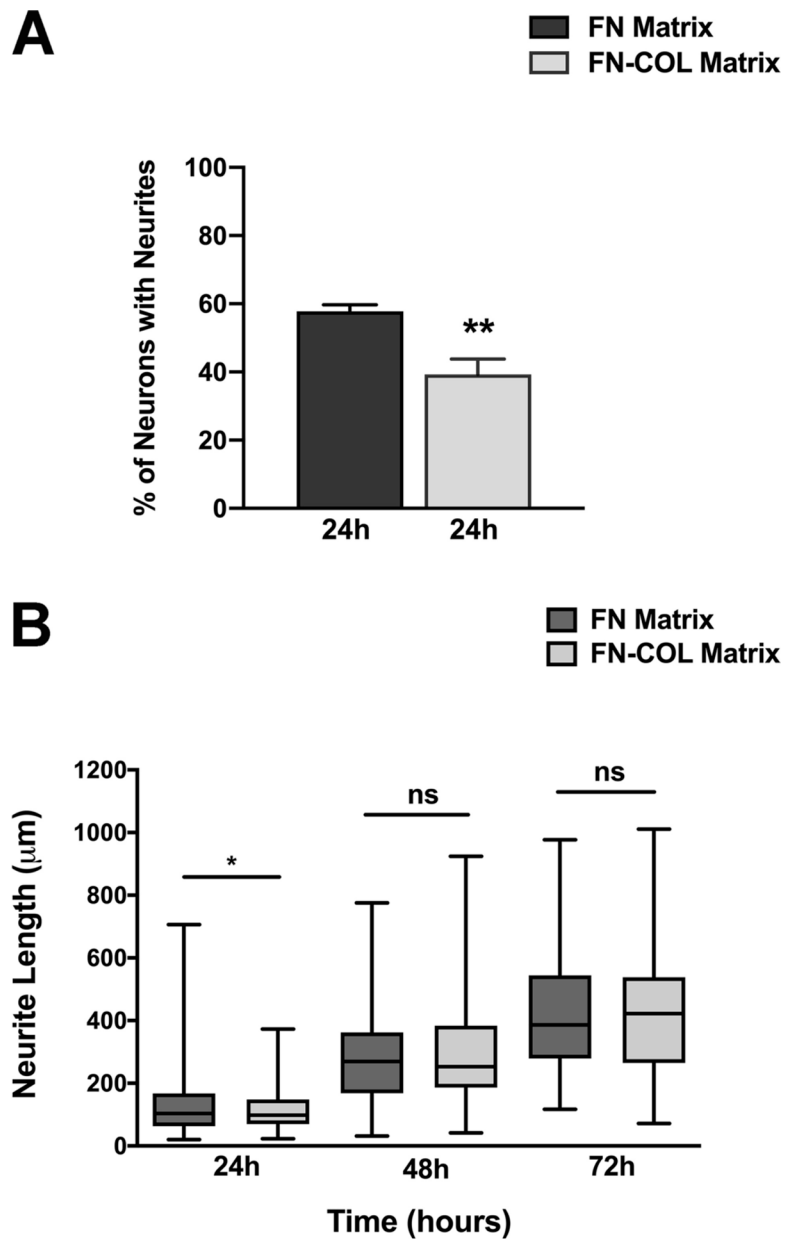 A
FN Matrix
FN-COL Matrix
% of Neurons with Neurites
100
80
60
40
20
0
**
24h 24h
B
FN Matrix
FN-COL Matrix
Neurite Length (μm)
1200
1000
800
600
400
200
0
* ns ns
24h 48h 72h
Time (hours)